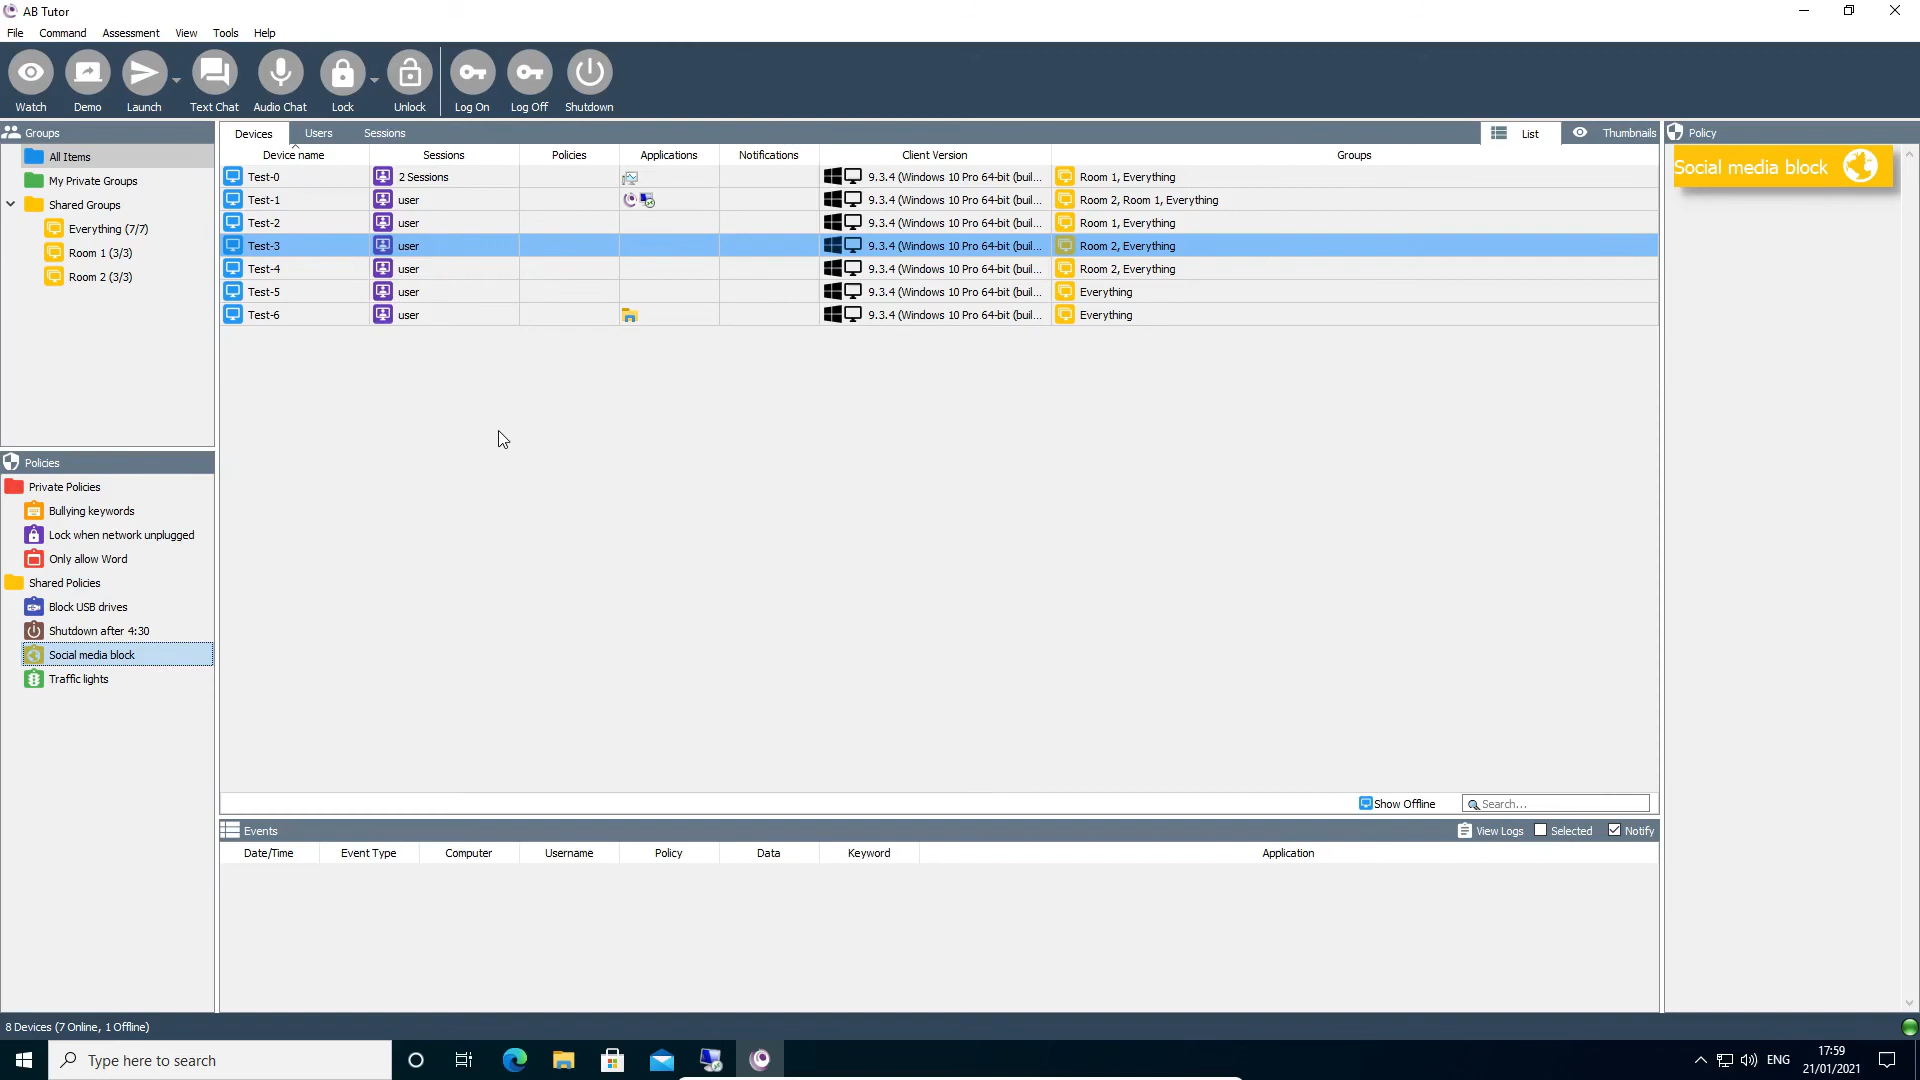 AB Tutor
File Command Assessment View Tools Help
Watch Demo Launch Text Chat Audio Chat Lock Unlock Log On Log Off Shutdown
Groups
All Items
My Private Groups
Shared Groups
Everything (7/7)
Room 1 (3/3)
Room 2 (3/3)
Policies
Private Policies
Bullying keywords
Lock when network unplugged
Only allow Word
Shared Policies
Block USB drives
Shutdown after 4:30
Social media block
Traffic lights
Devices Users Sessions List Thumbnails
Device name Sessions Policies Applications Notifications Client Version Groups
Test-0 2 Sessions 9.3.4 (Windows 10 Pro 64-bit (buil... Room 1, Everything
Test-1 user 9.3.4 (Windows 10 Pro 64-bit (buil... Room 2, Room 1, Everything
Test-2 user 9.3.4 (Windows 10 Pro 64-bit (buil... Room 1, Everything
Test-3 user 9.3.4 (Windows 10 Pro 64-bit (buil... Room 2, Everything
Test-4 user 9.3.4 (Windows 10 Pro 64-bit (buil... Room 2, Everything
Test-5 user 9.3.4 (Windows 10 Pro 64-bit (buil... Everything
Test-6 user 9.3.4 (Windows 10 Pro 64-bit (buil... Everything
Show Offline Search...
Events View Logs Selected Notify
Date/Time Event Type Computer Username Policy Data Keyword Application
Policy
Social media block
8 Devices (7 Online, 1 Offline)
Type here to search
ENG
17:59
21/01/2021